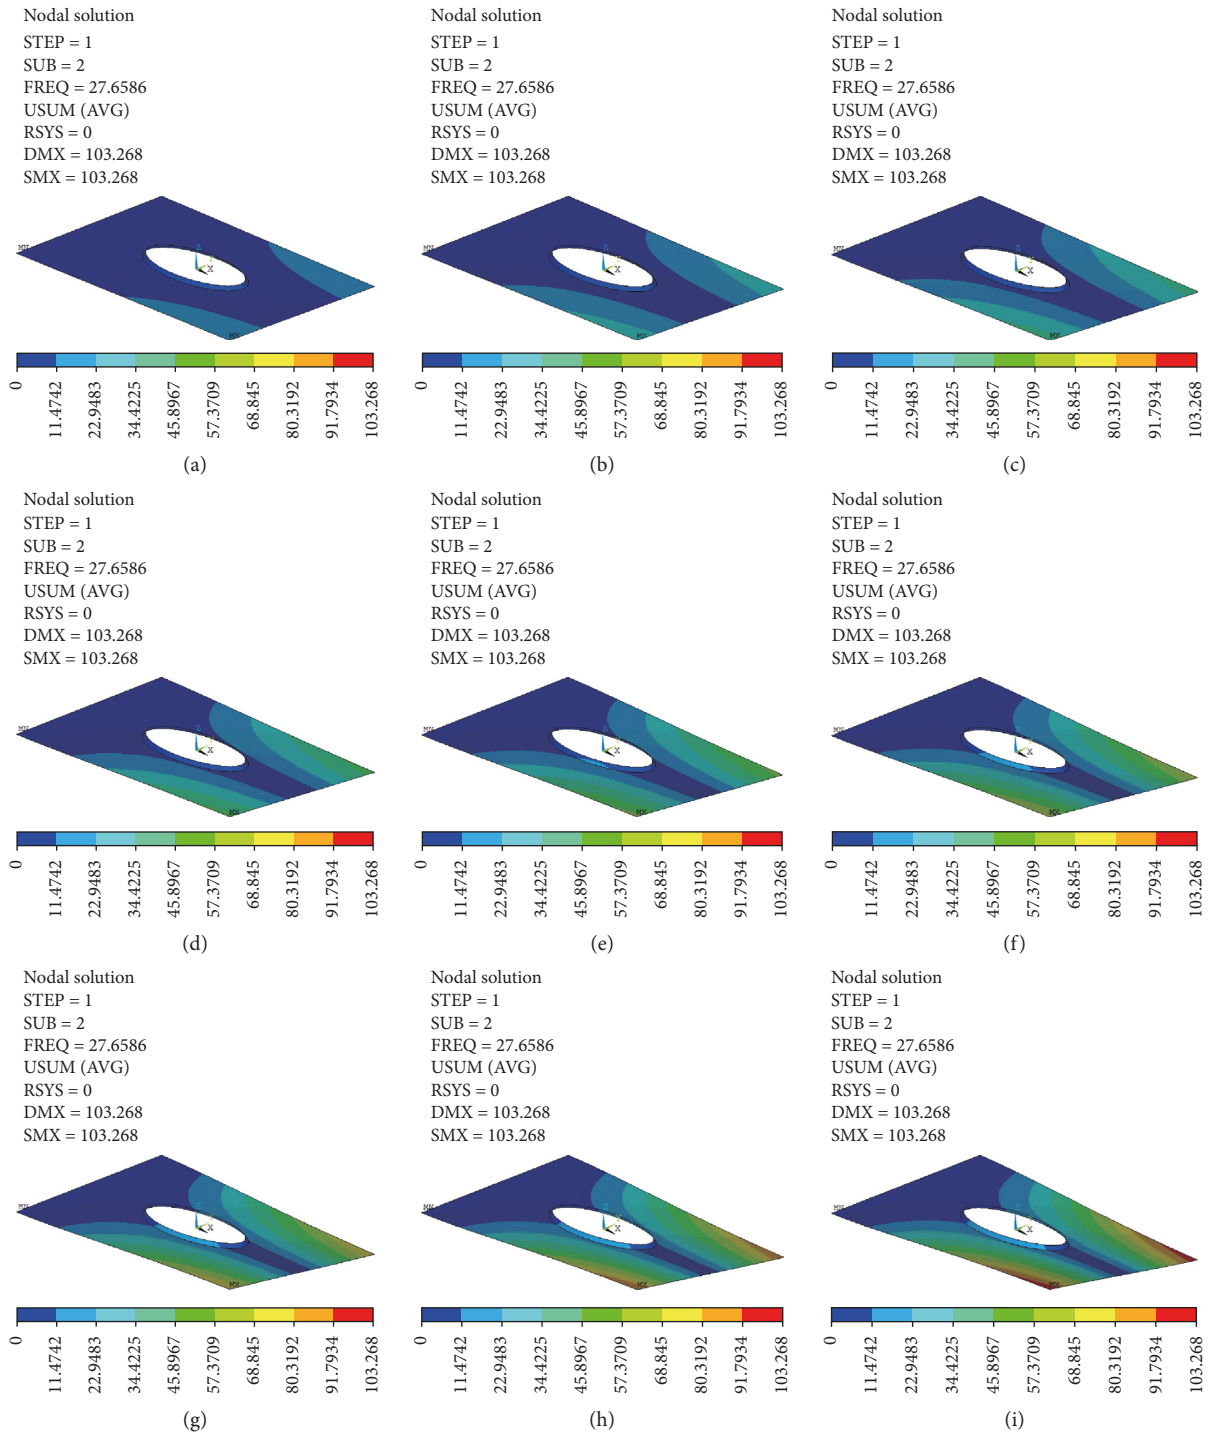 Nodal solution
STEP = 1
SUB = 2
FREQ = 27.6586
USUM (AVG)
RSYS = 0
DMX = 103.268
SMX = 103.268
MN
Z
Y
X
MX
0
11.4742
22.9483
34.4225
45.8967
57.3709
68.845
80.3192
91.7934
103.268
(a)
Nodal solution
STEP = 1
SUB = 2
FREQ = 27.6586
USUM (AVG)
RSYS = 0
DMX = 103.268
SMX = 103.268
MN
Z
Y
X
MX
0
11.4742
22.9483
34.4225
45.8967
57.3709
68.845
80.3192
91.7934
103.268
(b)
Nodal solution
STEP = 1
SUB = 2
FREQ = 27.6586
USUM (AVG)
RSYS = 0
DMX = 103.268
SMX = 103.268
MN
Z
Y
X
MX
0
11.4742
22.9483
34.4225
45.8967
57.3709
68.845
80.3192
91.7934
103.268
(c)
Nodal solution
STEP = 1
SUB = 2
FREQ = 27.6586
USUM (AVG)
RSYS = 0
DMX = 103.268
SMX = 103.268
MN
Z
Y
X
MX
0
11.4742
22.9483
34.4225
45.8967
57.3709
68.845
80.3192
91.7934
103.268
(d)
Nodal solution
STEP = 1
SUB = 2
FREQ = 27.6586
USUM (AVG)
RSYS = 0
DMX = 103.268
SMX = 103.268
MN
Z
Y
X
MX
0
11.4742
22.9483
34.4225
45.8967
57.3709
68.845
80.3192
91.7934
103.268
(e)
Nodal solution
STEP = 1
SUB = 2
FREQ = 27.6586
USUM (AVG)
RSYS = 0
DMX = 103.268
SMX = 103.268
MN
Z
Y
X
MX
0
11.4742
22.9483
34.4225
45.8967
57.3709
68.845
80.3192
91.7934
103.268
(f)
Nodal solution
STEP = 1
SUB = 2
FREQ = 27.6586
USUM (AVG)
RSYS = 0
DMX = 103.268
SMX = 103.268
MN
Z
Y
X
MX
0
11.4742
22.9483
34.4225
45.8967
57.3709
68.845
80.3192
91.7934
103.268
(g)
Nodal solution
STEP = 1
SUB = 2
FREQ = 27.6586
USUM (AVG)
RSYS = 0
DMX = 103.268
SMX = 103.268
MN
Z
Y
X
MX
0
11.4742
22.9483
34.4225
45.8967
57.3709
68.845
80.3192
91.7934
103.268
(h)
Nodal solution
STEP = 1
SUB = 2
FREQ = 27.6586
USUM (AVG)
RSYS = 0
DMX = 103.268
SMX = 103.268
MN
Z
Y
X
MX
0
11.4742
22.9483
34.4225
45.8967
57.3709
68.845
80.3192
91.7934
103.268
(i)